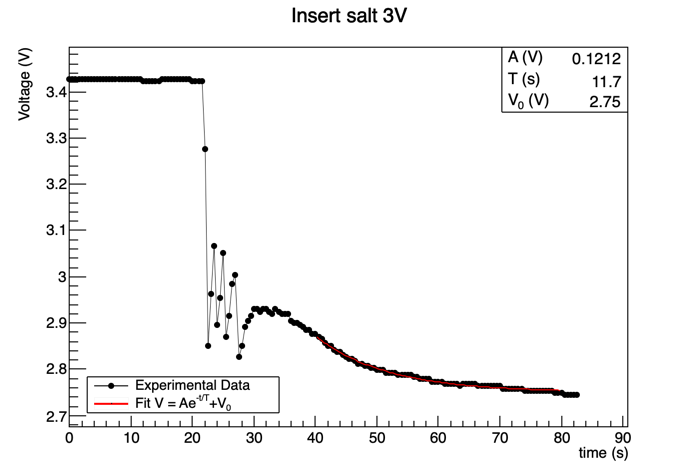 Insert salt 3V
Voltage (V)
A (V) 0.1212
T (s) 11.7
V₀ (V) 2.75
3.4
3.3
3.2
3.1
3
2.9
2.8
2.7
Experimental Data
Fit V = Ae^-t/T+V₀
0 10 20 30 40 50 60 70 80 90
time (s)